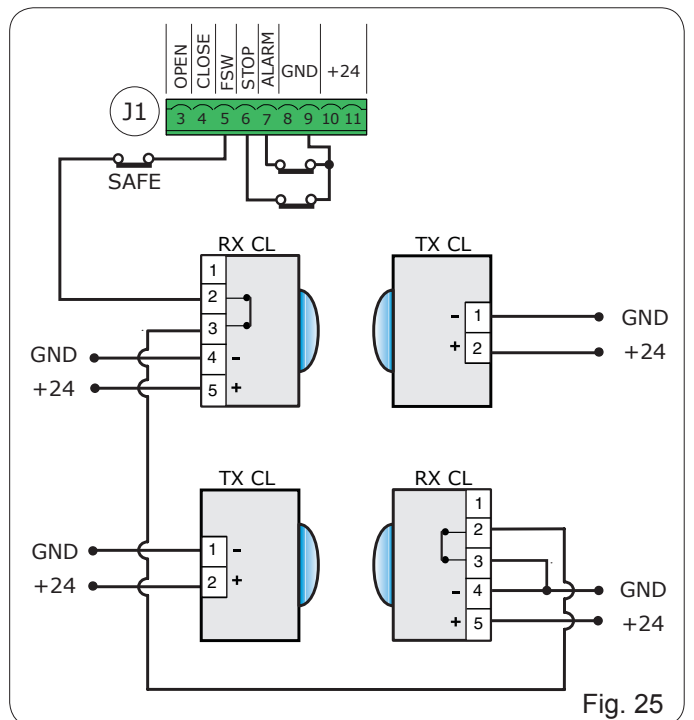 OPEN CLOSE FSW STOP ALARM GND +24
J1
3 4 5 6 7 8 9 10 11
SAFE
RX CL
1
2
3
4 -
5 +
GND
+24
TX CL
- 1
+ 2
GND
+24
TX CL
1 -
2 +
GND
+24
RX CL
1
2
3
- 4
+ 5
GND
+24
Fig. 25